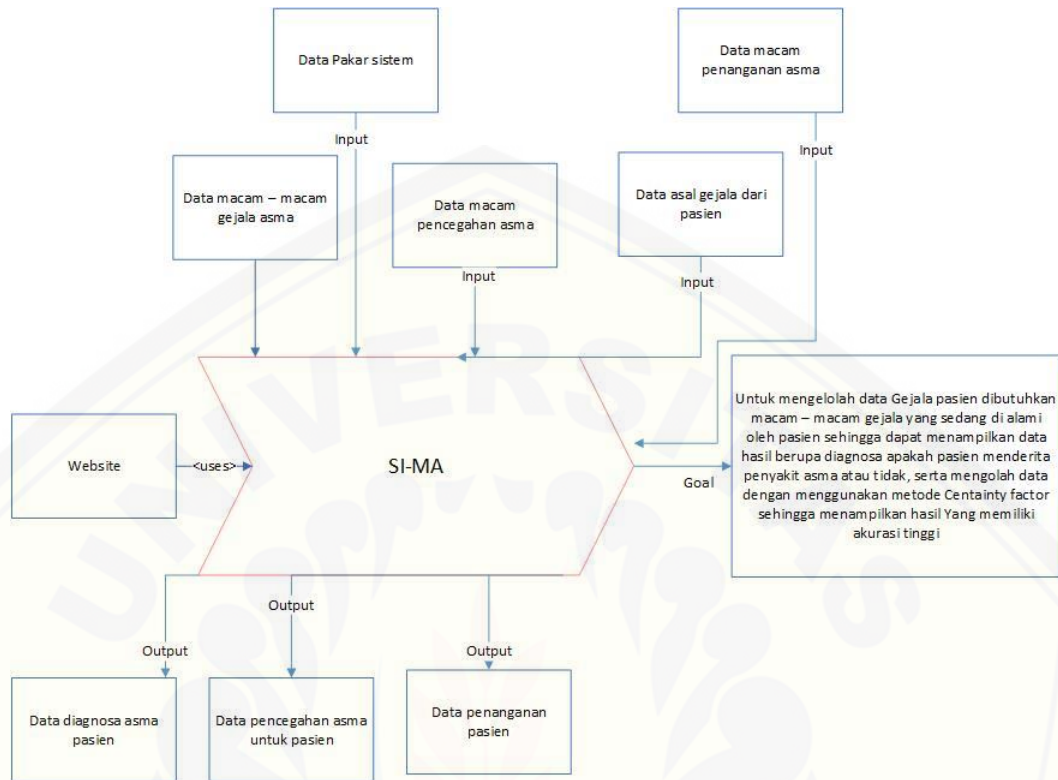 Data Pakar sistem
Data macam
penanganan asma
Input
Input
Data macam – macam
gejala asma
Data macam
pencegahan asma
Data asal gejala dari
pasien
Input
Input
Website
<uses>
SI-MA
Goal
Untuk mengelolah data Gejala pasien dibutuhkan
macam – macam gejala yang sedang di alami
oleh pasien sehingga dapat menampilkan data
hasil berupa diagnosa apakah pasien menderita
penyakit asma atau tidak, serta mengolah data
dengan menggunakan metode Centainty factor
sehingga menampilkan hasil Yang memiliki
akurasi tinggi
Output
Output
Output
Data diagnosa asma
pasien
Data pencegahan asma
untuk pasien
Data penanganan
pasien
UNIVERSITAS